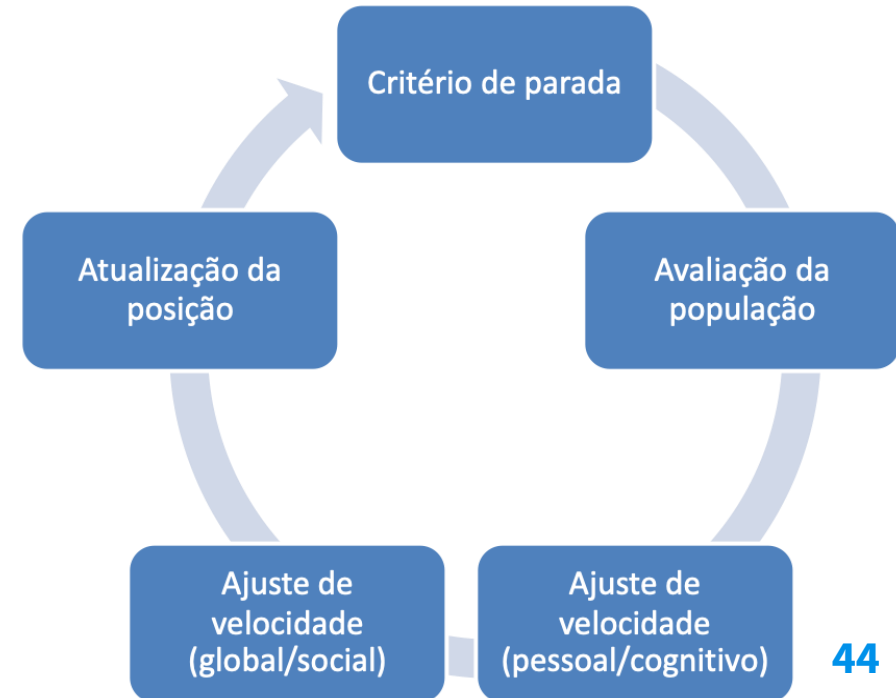 Critério de parada
Avaliação da
população
Ajuste de
velocidade
(pessoal/cognitivo)
Ajuste de
velocidade
(global/social)
Atualização da
posição
44